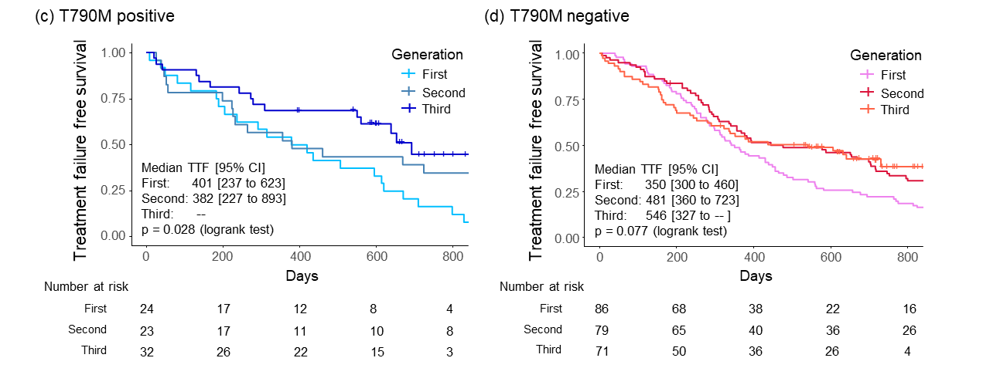 (c) T790M positive
Treatment failure free survival
1.00
0.75
0.50
0.25
0.00
Generation
First
Second
Third
Median TTF [95% CI]
First: 401 [237 to 623]
Second: 382 [227 to 893]
Third: --
p = 0.028 (logrank test)
0 200 400 600 800
Days
Number at risk
First 24 17 12 8 4
Second 23 17 11 10 8
Third 32 26 22 15 3
(d) T790M negative
Treatment failure free survival
1.00
0.75
0.50
0.25
0.00
Generation
First
Second
Third
Median TTF [95% CI]
First: 350 [300 to 460]
Second: 481 [360 to 723]
Third: 546 [327 to -- ]
p = 0.077 (logrank test)
0 200 400 600 800
Days
Number at risk
First 86 68 38 22 16
Second 79 65 40 36 26
Third 71 50 36 26 4